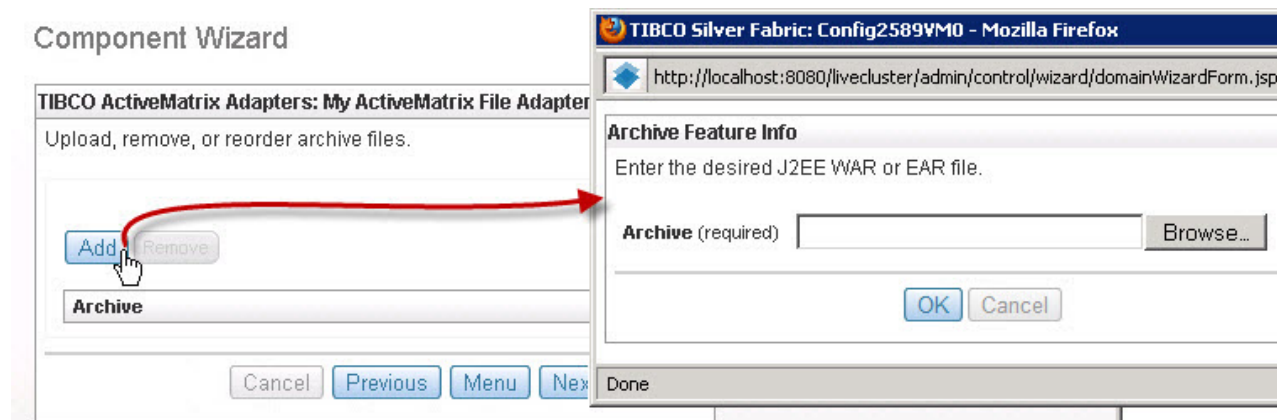 Component Wizard
TIBCO ActiveMatrix Adapters: My ActiveMatrix File Adapter
Upload, remove, or reorder archive files.
Add Remove
Archive
Cancel Previous Menu Nex
TIBCO Silver Fabric: Config2589VM0 - Mozilla Firefox
http://localhost:8080/livecluster/admin/control/wizard/domainWizardForm.jsp
Archive Feature Info
Enter the desired J2EE WAR or EAR file.
Archive (required) Browse...
OK Cancel
Done